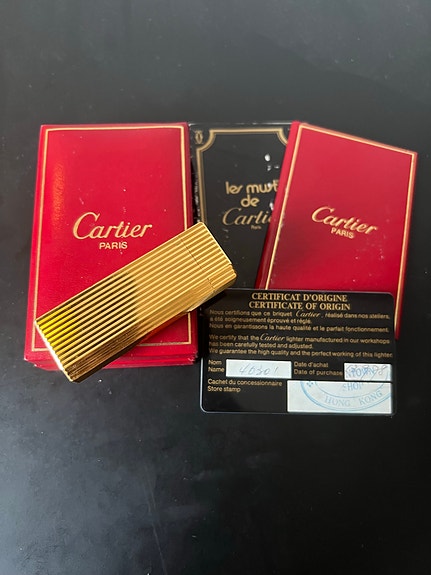 Cartier
PARIS
les must
de
Cartier
Paris
Cartier
PARIS
CERTIFICAT D'ORIGINE
CERTIFICATE OF ORIGIN
Nous certifions que ce briquet Cartier, réalisé dans nos ateliers,
a été soigneusement éprouvé et réglé.
Nous en garantissons la haute qualité et le parfait fonctionnement.
We certify that the Cartier lighter manufactured in our workshops
has been carefully tested and adjusted.
We guarantee the high quality and the perfect working of this lighter.
Nom
Name
Date d'achat
Date of purchase
Cachet du concessionnaire
Store stamp
HONG KONG